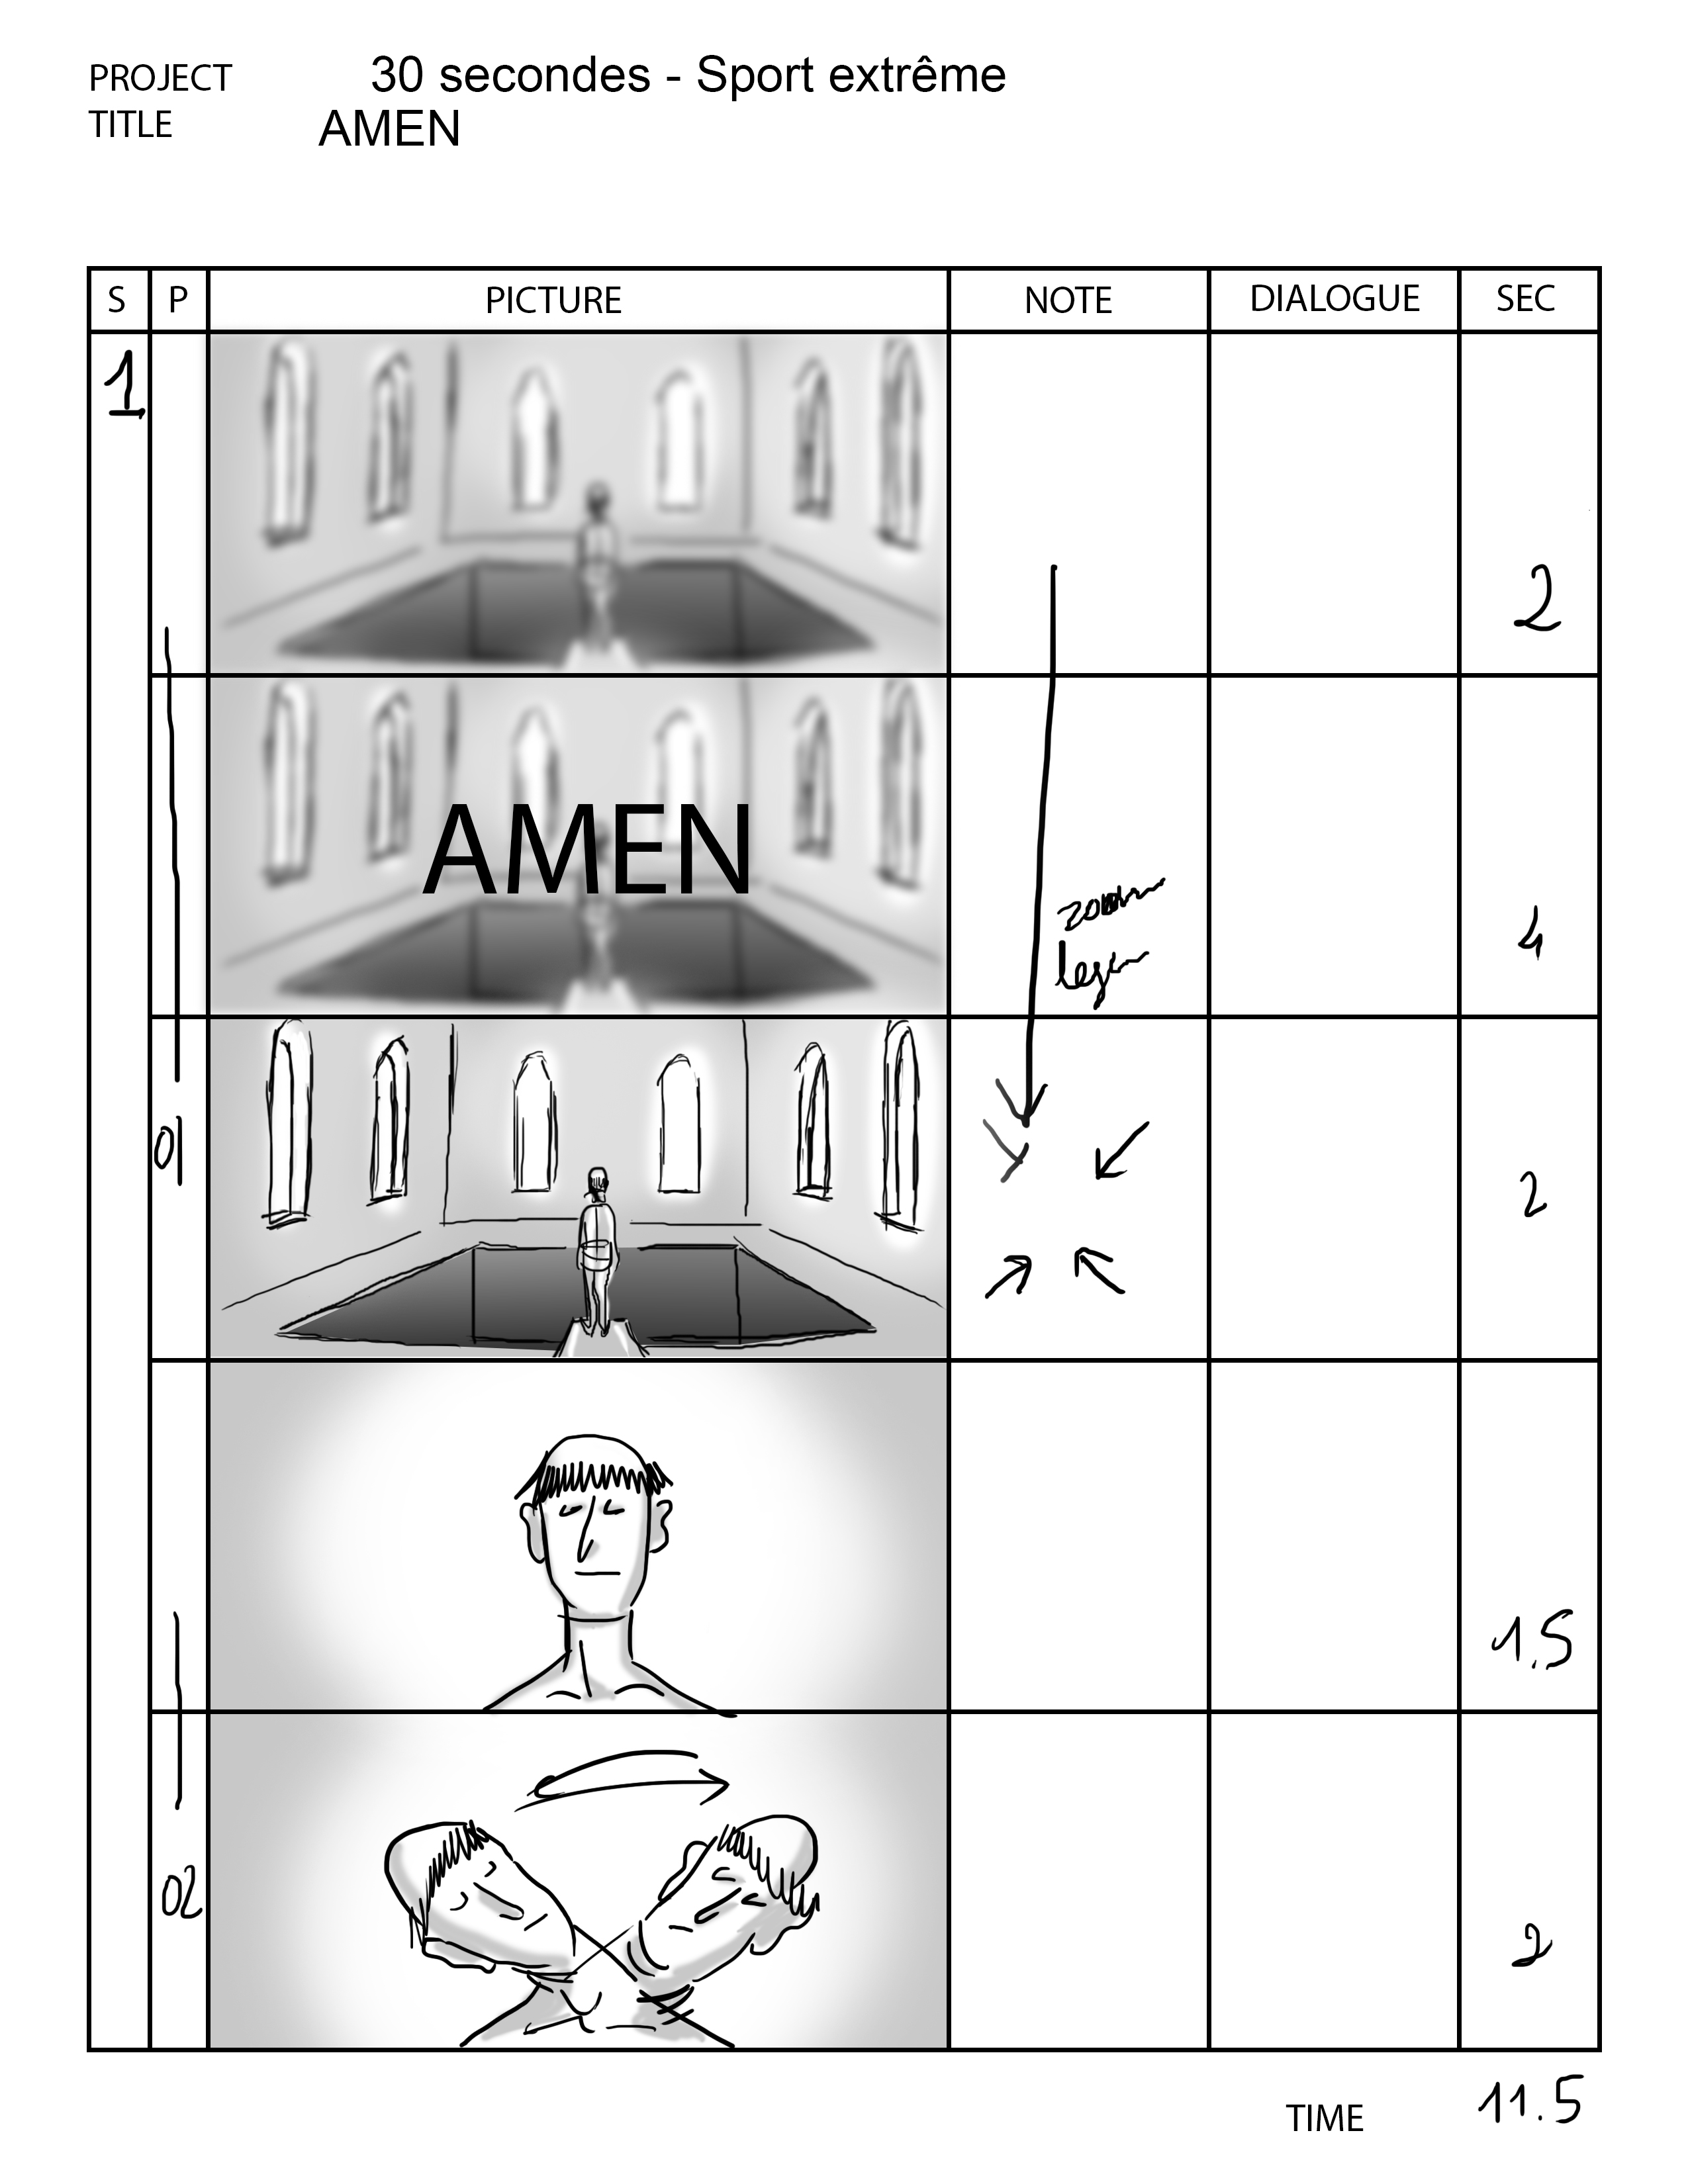 PROJECT 30 secondes - Sport extrême
TITLE AMEN
S P PICTURE NOTE DIALOGUE SEC
1
2
AMEN
zoom
4
01
2
1.5
02
2
TIME 11.5